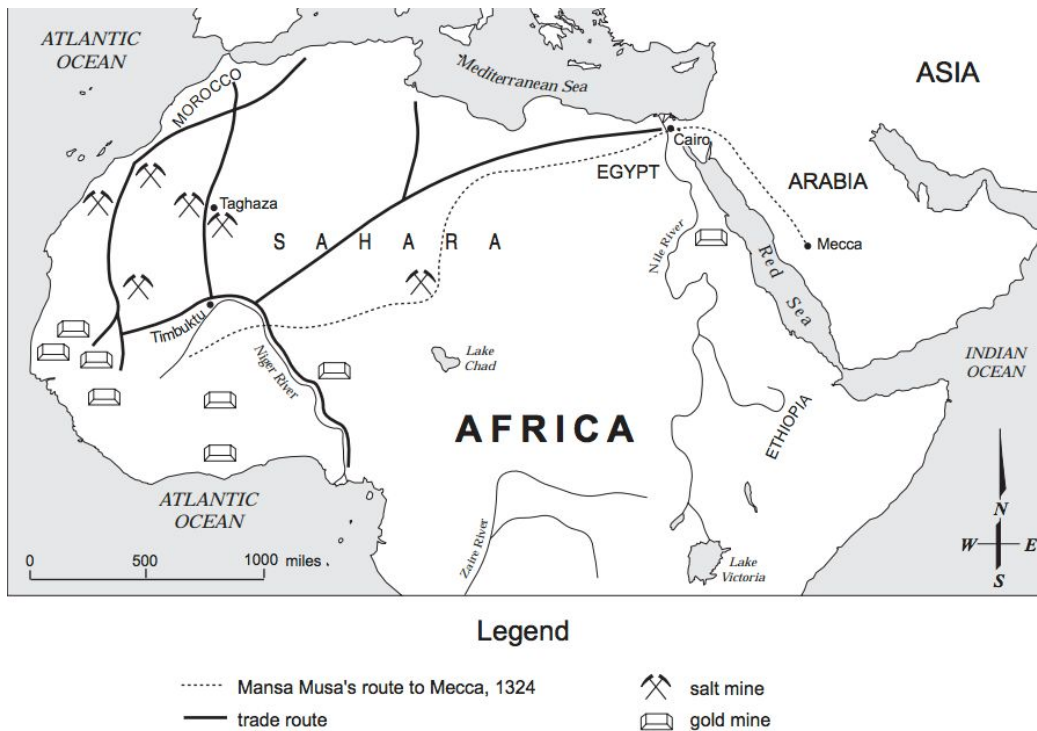 ATLANTIC
OCEAN
Mediterranean Sea
ASIA
MOROCCO
Cairo
EGYPT
ARABIA
Taghaza
SAHARA
Nile River
Mecca
Red
Sea
Timbuktu
Niger River
Lake
Chad
INDIAN
OCEAN
AFRICA
ETHIOPIA
ATLANTIC
OCEAN
N
W E
S
0 500 1000 miles
Zaire River
Lake
Victoria
Legend
Mansa Musa's route to Mecca, 1324
salt mine
trade route
gold mine